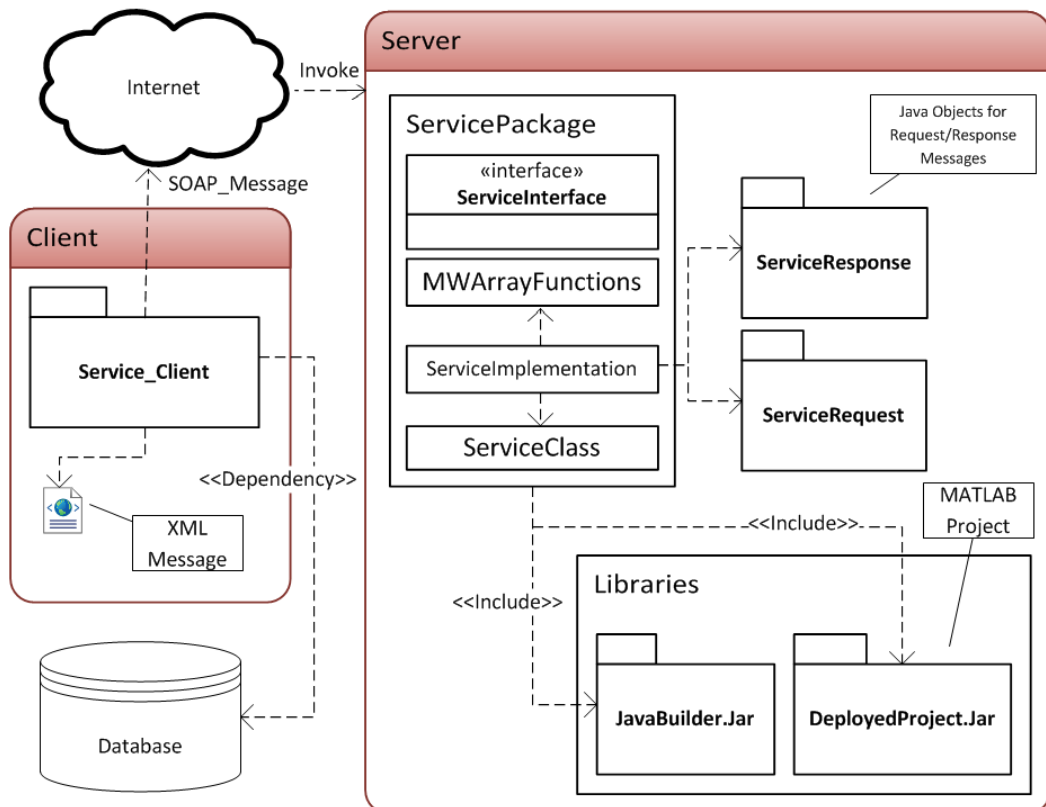 Server
Internet
Invoke
ServicePackage
Java Objects for
Request/Response
Messages
«interface»
ServiceInterface
SOAP_Message
Client
MWArrayFunctions
ServiceResponse
Service_Client
ServiceImplementation
ServiceRequest
ServiceClass
<<Dependency>>
XML
Message
MATLAB
Project
<<Include>>
Libraries
<<Include>>
JavaBuilder.Jar
DeployedProject.Jar
Database